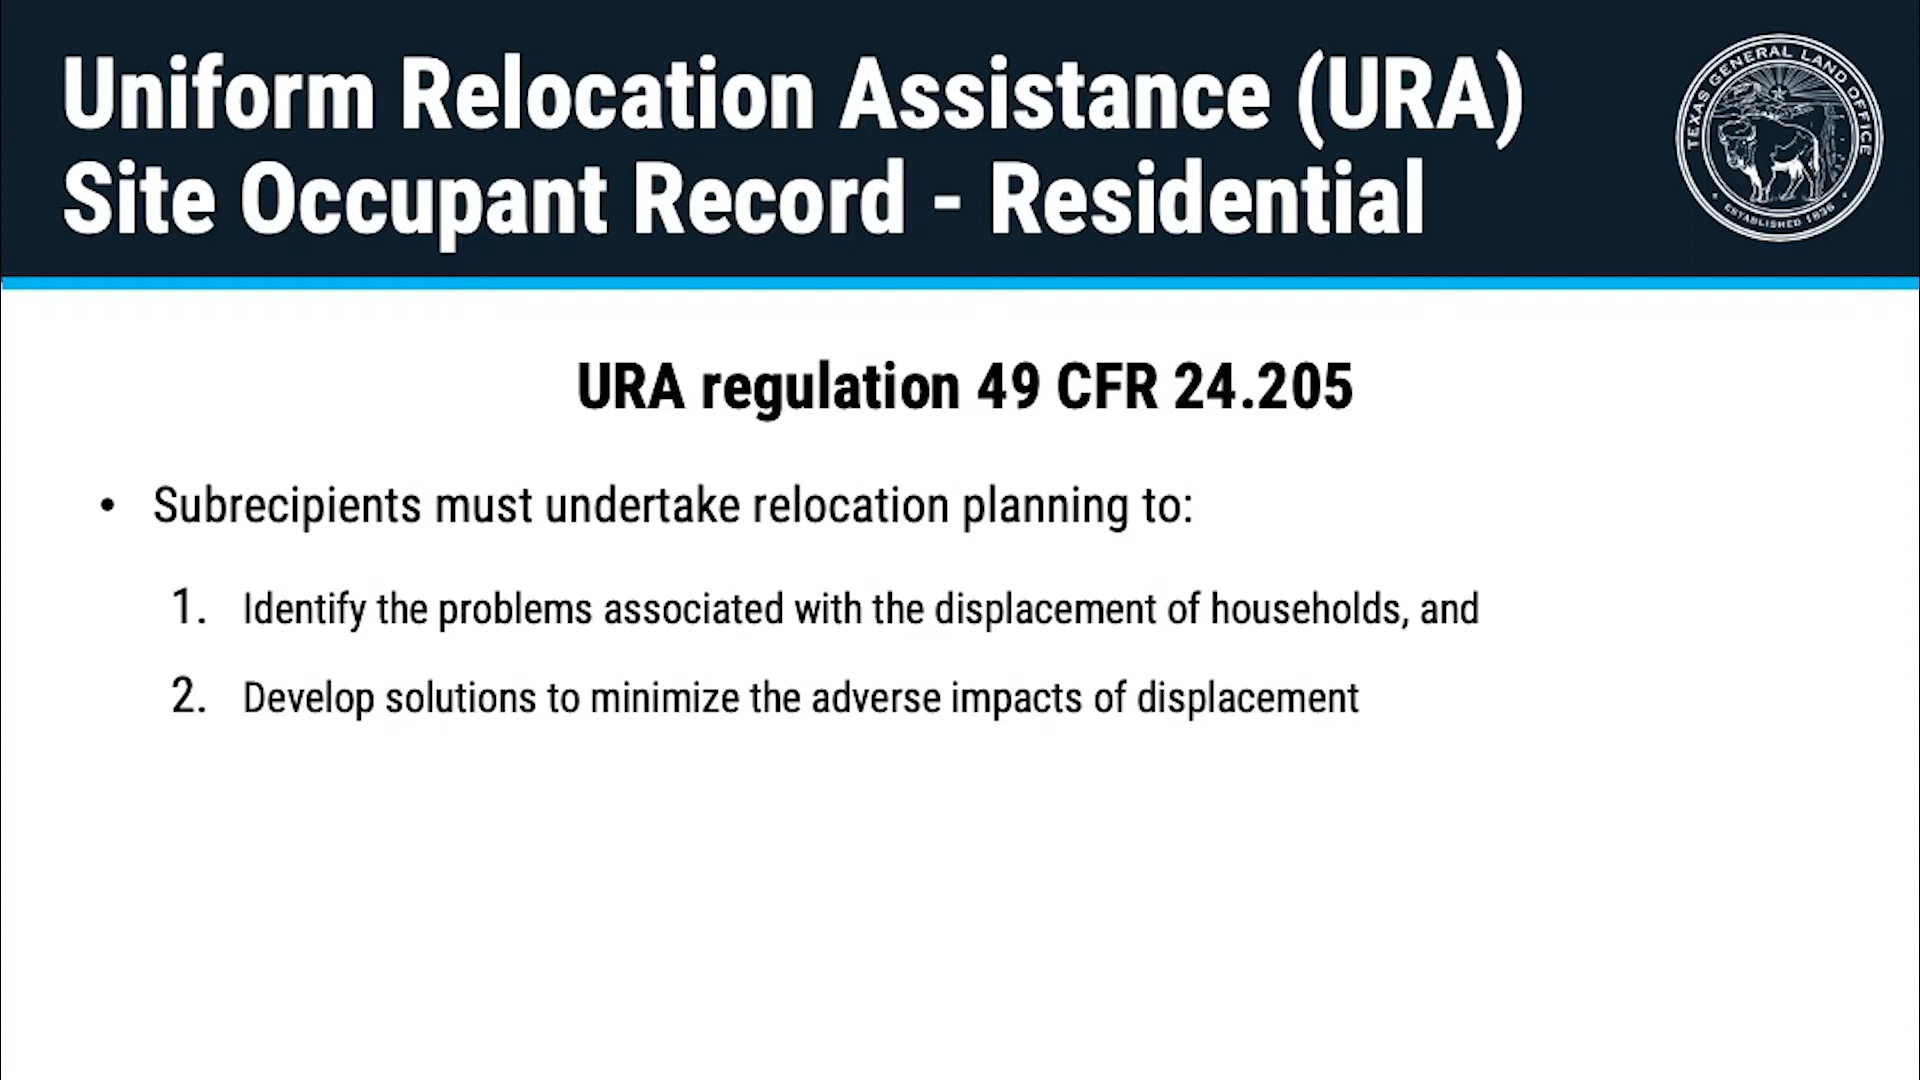 Uniform Relocation Assistance (URA)
Site Occupant Record - Residential
TEXAS GENERAL LAND OFFICE
ESTABLISHED 1836
URA regulation 49 CFR 24.205
• Subrecipients must undertake relocation planning to:
1. Identify the problems associated with the displacement of households, and
2. Develop solutions to minimize the adverse impacts of displacement